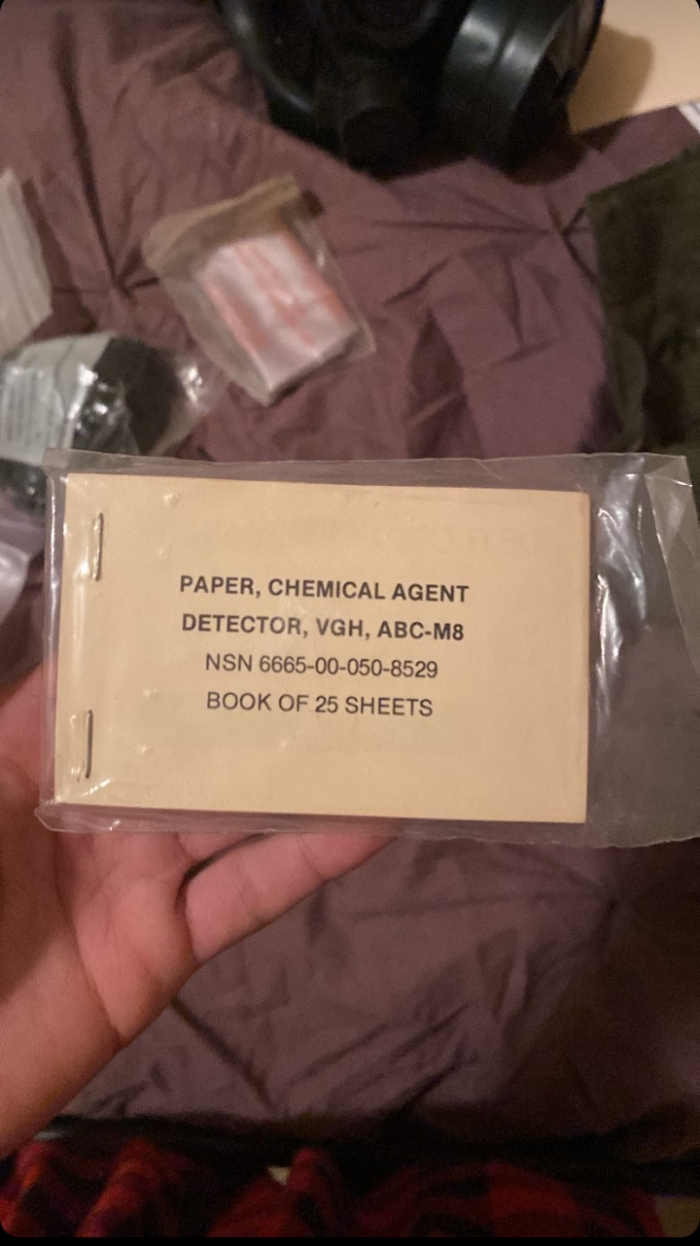 PAPER, CHEMICAL AGENT
DETECTOR, VGH, ABC-M8
NSN 6665-00-050-8529
BOOK OF 25 SHEETS